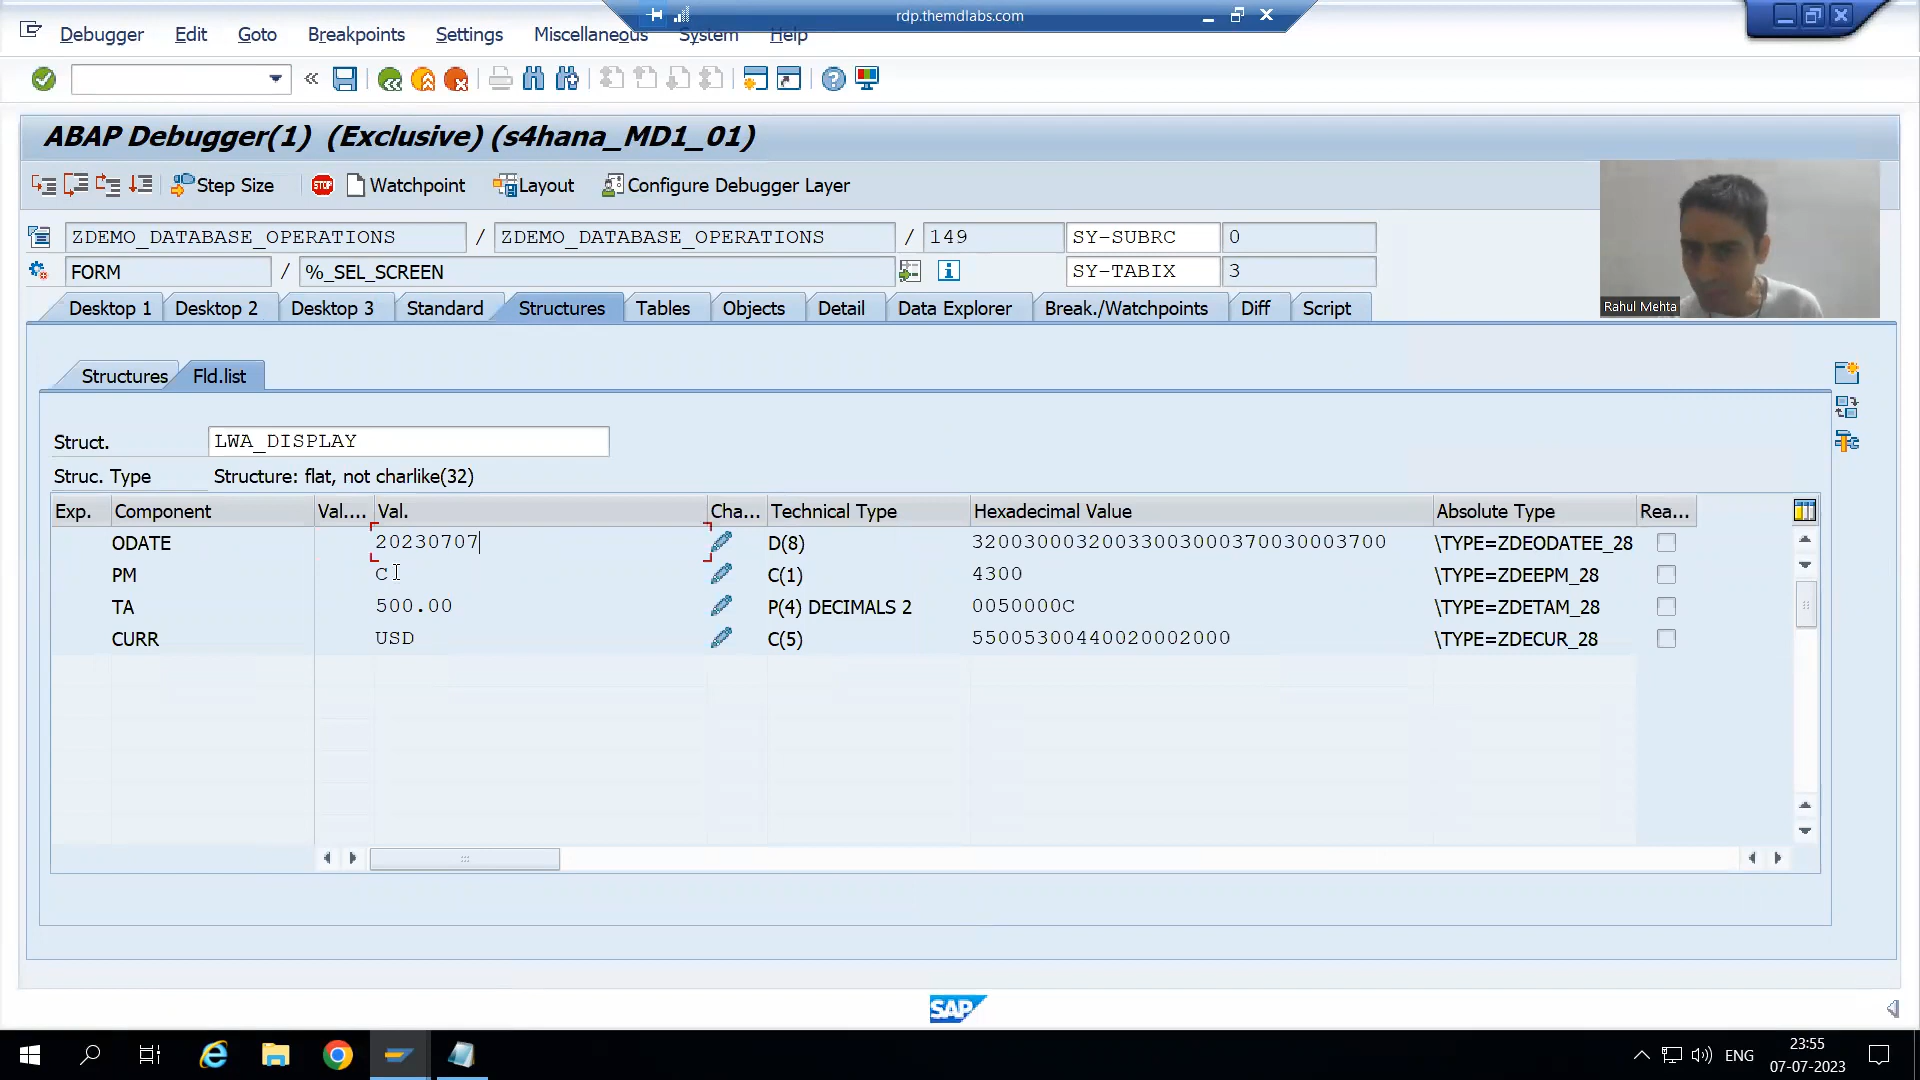 rdp.themdlabs.com
Debugger Edit Goto Breakpoints Settings Miscellaneous System Help
ABAP Debugger(1) (Exclusive) (s4hana_MD1_01)
Step Size STOP Watchpoint Layout Configure Debugger Layer
ZDEMO_DATABASE_OPERATIONS / ZDEMO_DATABASE_OPERATIONS / 149 SY-SUBRC 0
FORM / %_SEL_SCREEN SY-TABIX 3
Rahul Mehta
Desktop 1 Desktop 2 Desktop 3 Standard Structures Tables Objects Detail Data Explorer Break./Watchpoints Diff Script
Structures Fld.list
Struct. LWA_DISPLAY
Struc. Type Structure: flat, not charlike(32)
Exp. Component Val.... Val. Cha... Technical Type Hexadecimal Value Absolute Type Rea...
ODATE 20230707 D(8) 32003000320033003000370030003700 \TYPE=ZDEODATEE_28
PM C C(1) 4300 \TYPE=ZDEEPM_28
TA 500.00 P(4) DECIMALS 2 0050000C \TYPE=ZDETAM_28
CURR USD C(5) 55005300440020002000 \TYPE=ZDECUR_28
SAP
ENG
23:55
07-07-2023